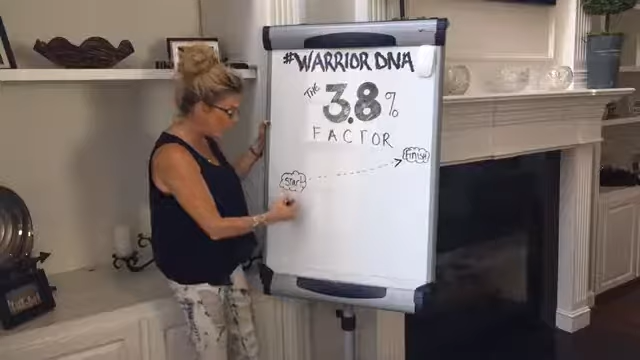 #WARRIOR DNA
THE
3.8%
FACTOR
FINISH
START